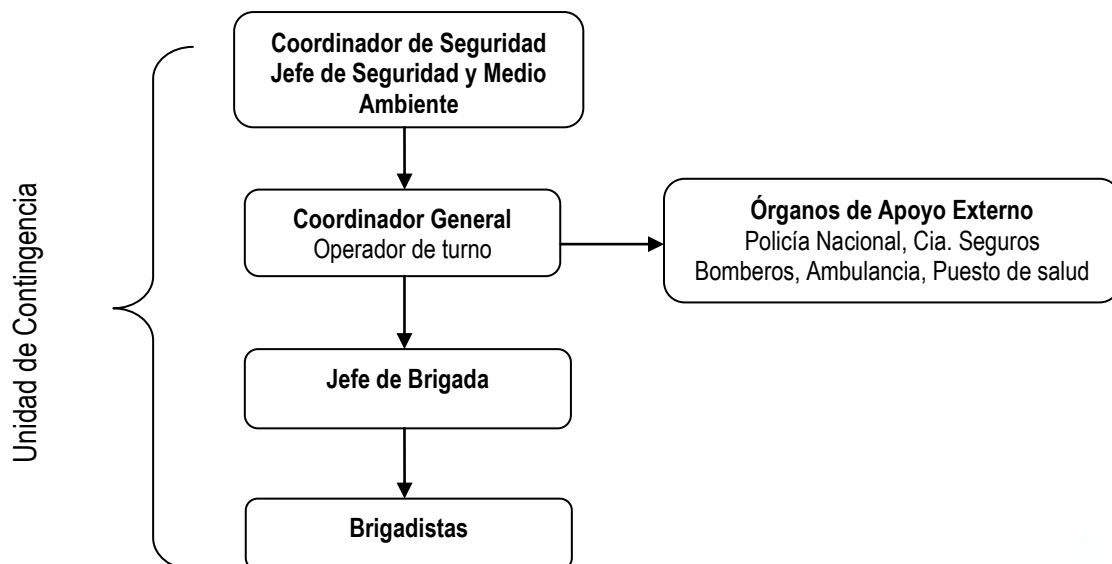 Coordinador de Seguridad
Jefe de Seguridad y Medio
Ambiente
Unidad de Contingencia
Coordinador General
Operador de turno
Órganos de Apoyo Externo
Policía Nacional, Cia. Seguros
Bomberos, Ambulancia, Puesto de salud
Jefe de Brigada
Brigadistas